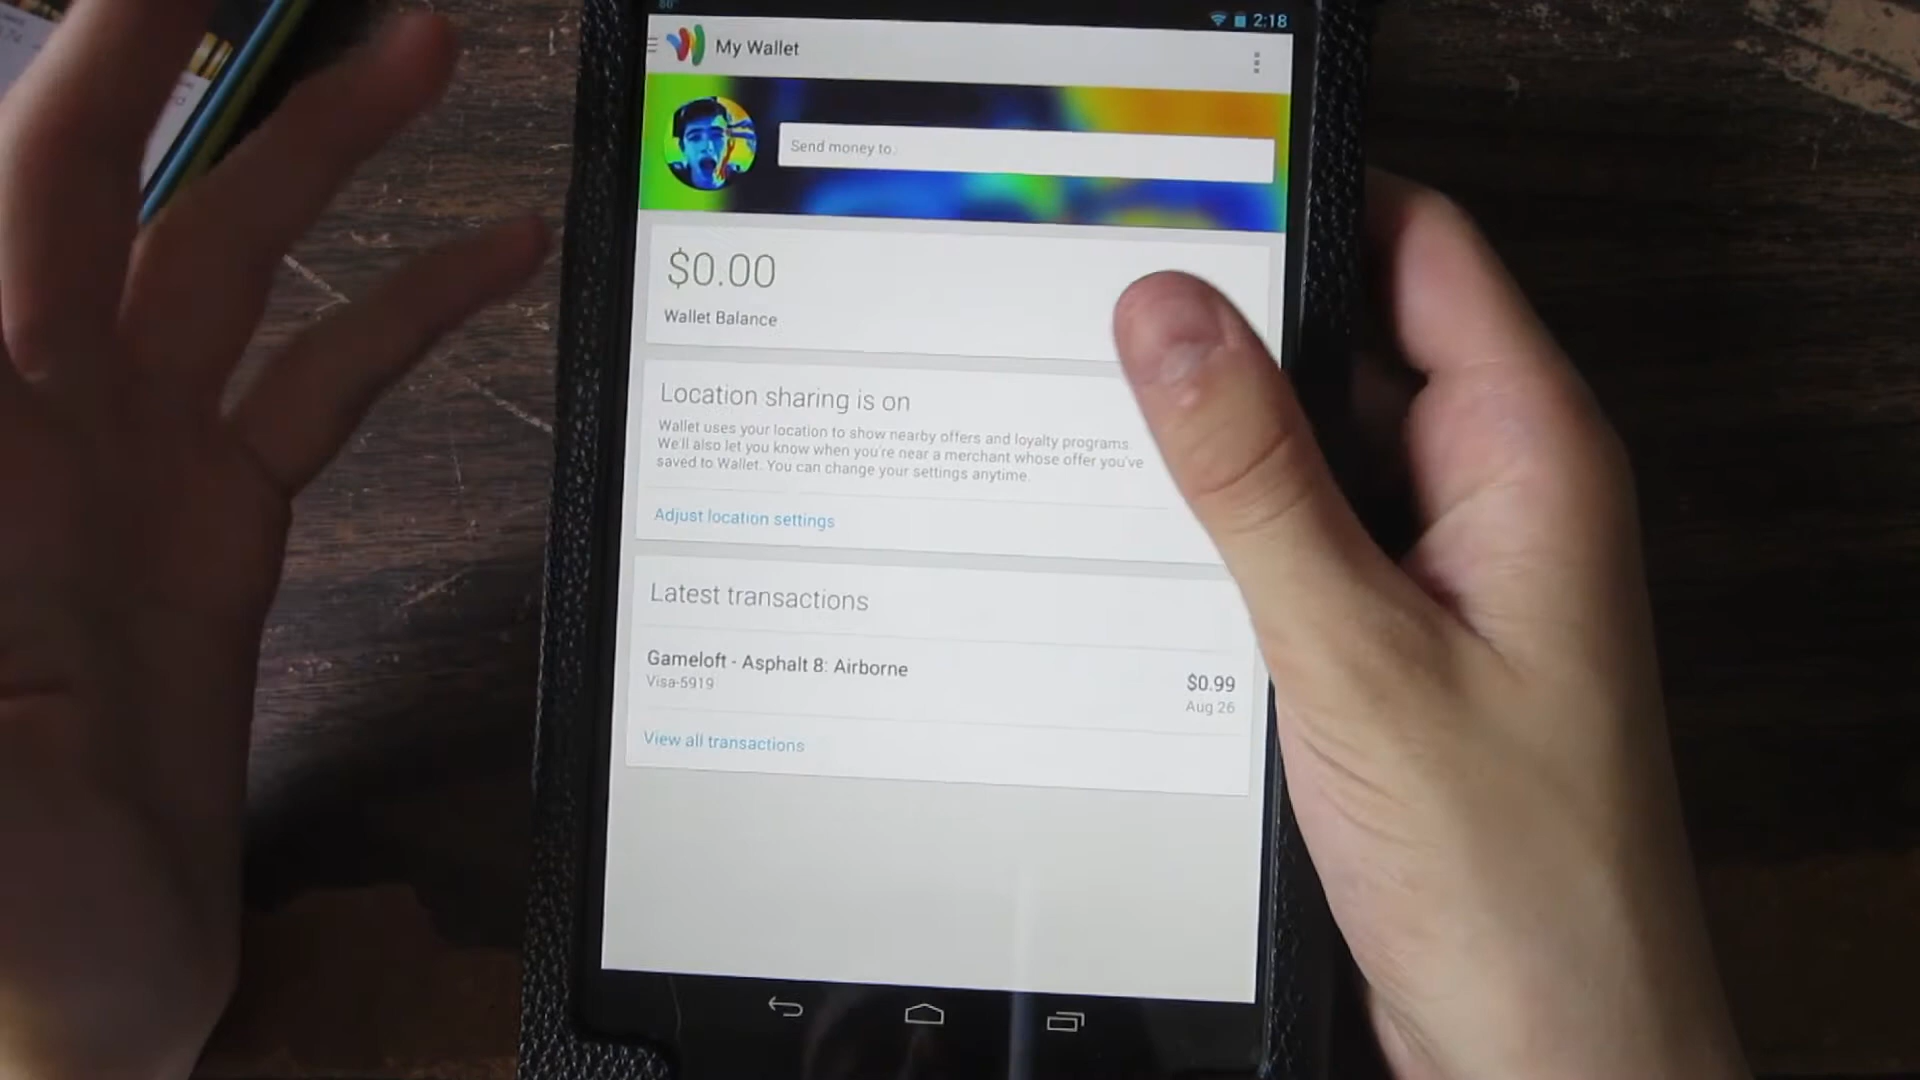 2:18
My Wallet
Send money to.
$0.00
Wallet Balance
Location sharing is on
Wallet uses your location to show nearby offers and loyalty programs.
We'll also let you know when you're near a merchant whose offer you've
saved to Wallet. You can change your settings anytime.
Adjust location settings
Latest transactions
Gameloft - Asphalt 8: Airborne
Visa-5919
$0.99
Aug 26
View all transactions